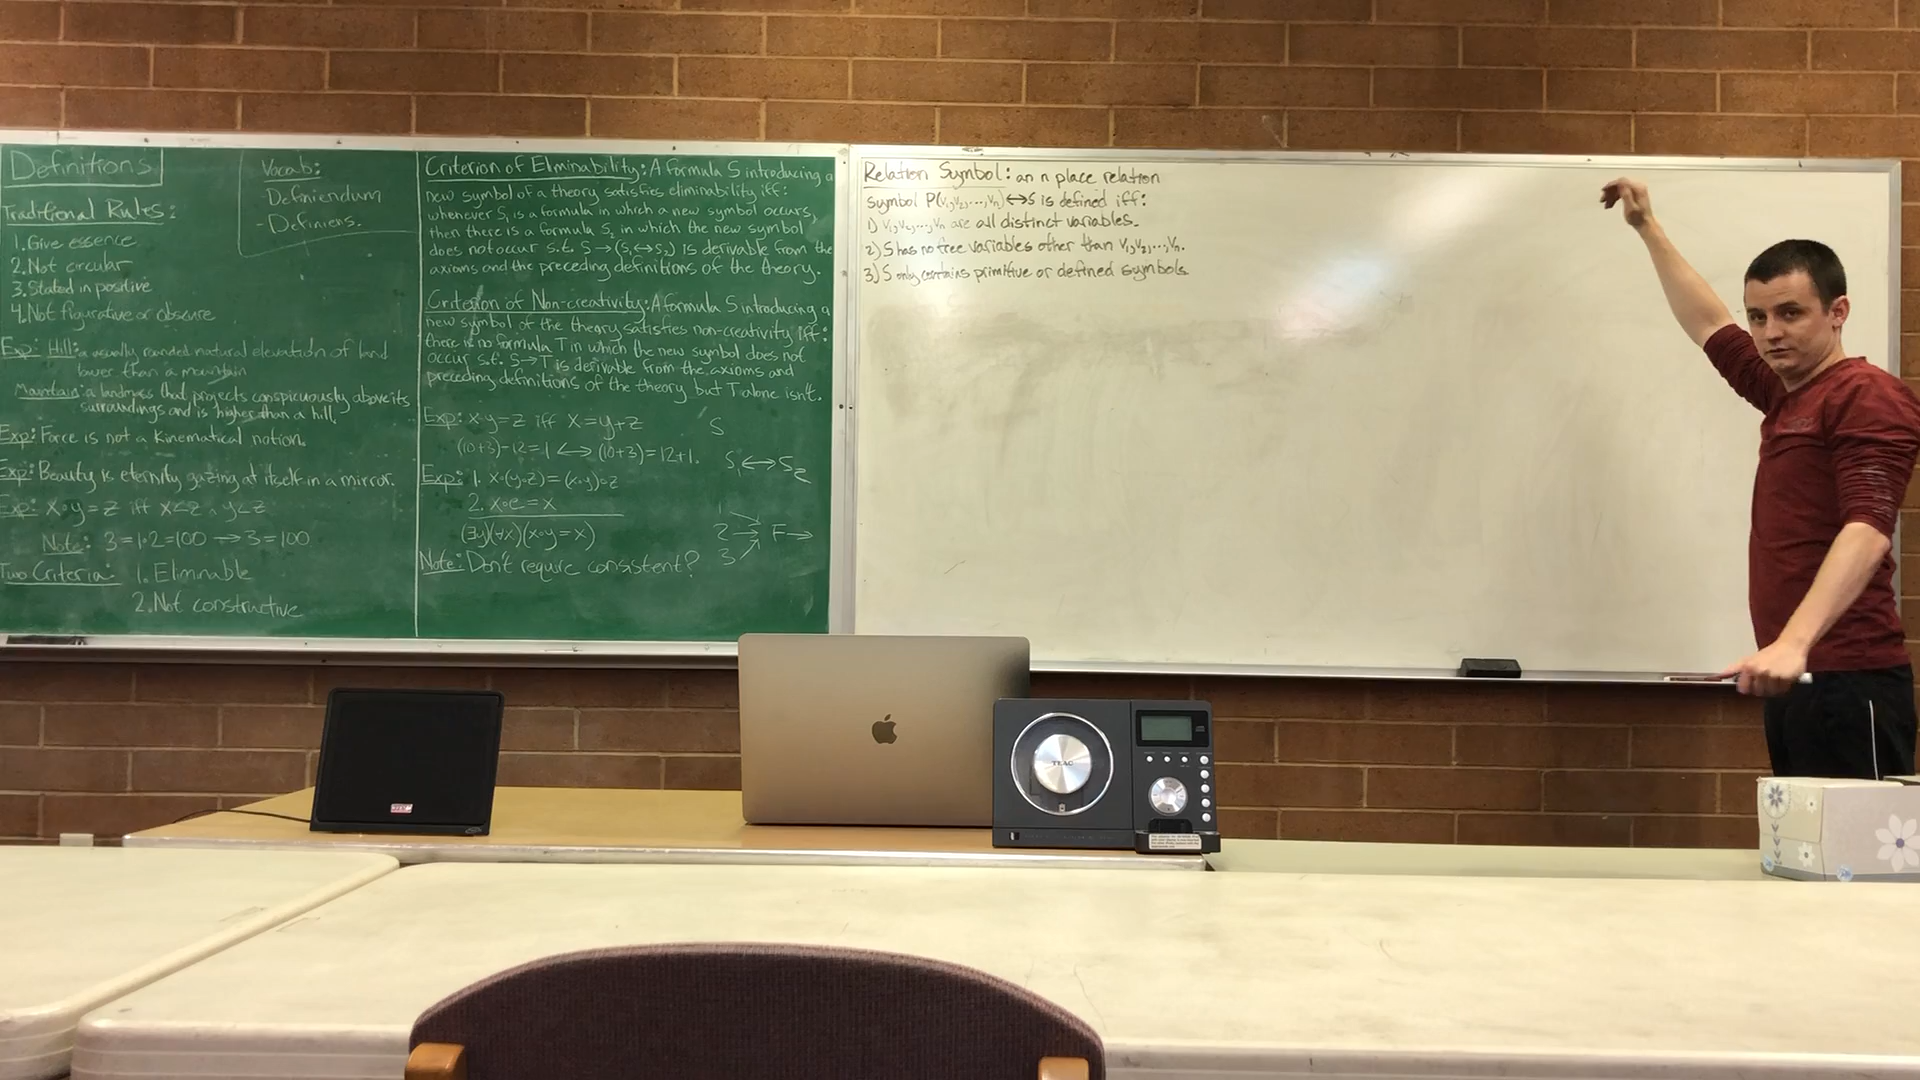 Definitions
Vocab:
- Definiendum
- Definiens.
Traditional Rules:
1. Give essence
2. Not circular
3. Stated in positive
4. Not figurative or obscure
Exp: Hill: a usually rounded natural elevation of land
lower than a mountain
Mountain: a landmass that projects conspicuously above its
surroundings and is higher than a hill.
Exp: Force is not a kinematical notion.
Exp: Beauty is eternity gazing at itself in a mirror.
Exp: x∘y=z iff x<z ∧ y<z
Note: 3=1∘2=100 → 3=100
Two Criteria: 1. Eliminable
2. Not constructive
Criterion of Elminability: A formula S introducing a
new symbol of a theory satisfies eliminability iff:
whenever S₁ is a formula in which a new symbol occurs,
then there is a formula S₂ in which the new symbol
does not occur s.t. S→(S₁↔S₂) is derivable from the
axioms and the preceding definitions of the theory.
Criterion of Non-creativity: A formula S introducing a
new symbol of the theory satisfies non-creativity iff:
there is no formula T in which the new symbol does not
occur s.t. S→T is derivable from the axioms and
preceding definitions of the theory but T alone isn't.
Exp: x-y=z iff x=y+z
(10+3)-12=1 ↔ (10+3)=12+1.
Exp: 1. x∘(y∘z)=(x∘y)∘z
2. x∘e=x
(∃y)(∀x)(x∘y=x)
Note: Don't require consistent?
S
S₁↔S₂
1
2 → F →
3
Relation Symbol: an n place relation
symbol P(v₁,v₂,...,vₙ)↔S is defined iff:
1) v₁,v₂,...,vₙ are all distinct variables.
2) S has no free variables other than v₁,v₂,...,vₙ.
3) S only contains primitive or defined symbols
TEAC